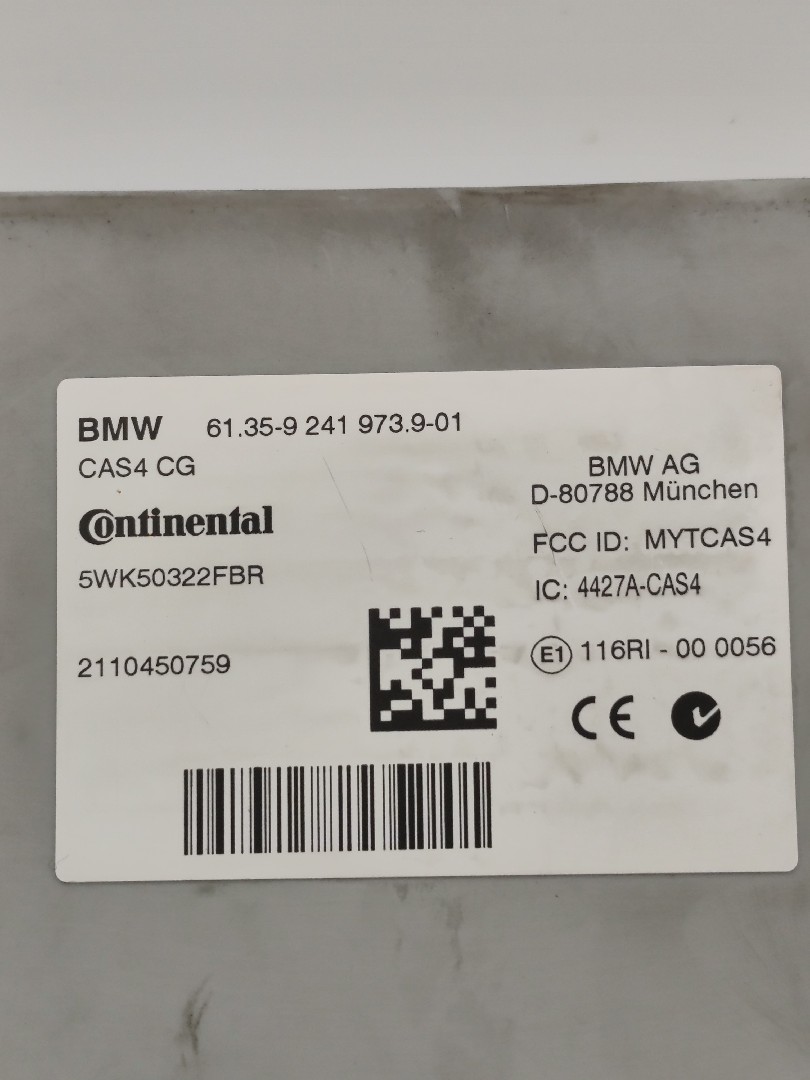 BMW 61.35-9 241 973.9-01
CAS4 CG
Continental
5WK50322FBR
2110450759
BMW AG
D-80788 München
FCC ID: MYTCAS4
IC: 4427A-CAS4
E1 116RI - 00 0056
CE